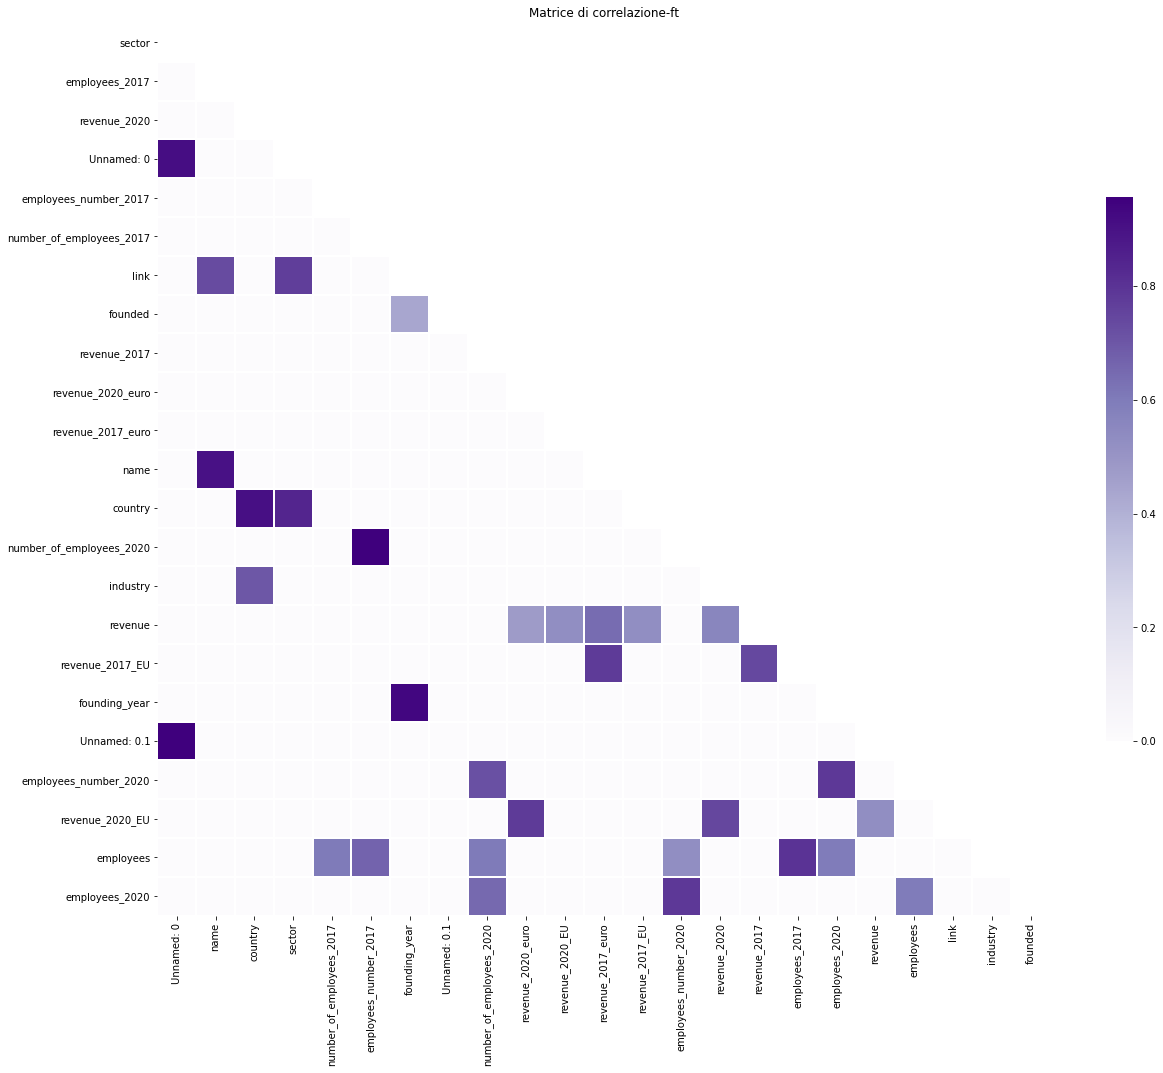 Matrice di correlazione-ft
sector
employees_2017
revenue_2020
Unnamed: 0
employees_number_2017
number_of_employees_2017
link
founded
revenue_2017
revenue_2020_euro
revenue_2017_euro
name
country
number_of_employees_2020
industry
revenue
revenue_2017_EU
founding_year
Unnamed: 0.1
employees_number_2020
revenue_2020_EU
employees
employees_2020
Unnamed: 0
name
country
sector
number_of_employees_2017
employees_number_2017
founding_year
Unnamed: 0.1
number_of_employees_2020
revenue_2020_euro
revenue_2020_EU
revenue_2017_euro
revenue_2017_EU
employees_number_2020
revenue_2020
revenue_2017
employees_2017
employees_2020
revenue
employees
link
industry
founded
0.8
0.6
0.4
0.2
0.0